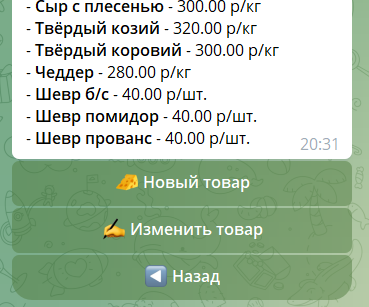 - Сыр с плесенью - 300.00 р/кг
- Твёрдый козий - 320.00 р/кг
- Твёрдый коровий - 300.00 р/кг
- Чеддер - 280.00 р/кг
- Шевр б/с - 40.00 р/шт.
- Шевр помидор - 40.00 р/шт.
- Шевр прованс - 40.00 р/шт.
20:31
🧀 Новый товар
✍️ Изменить товар
◀️ Назад